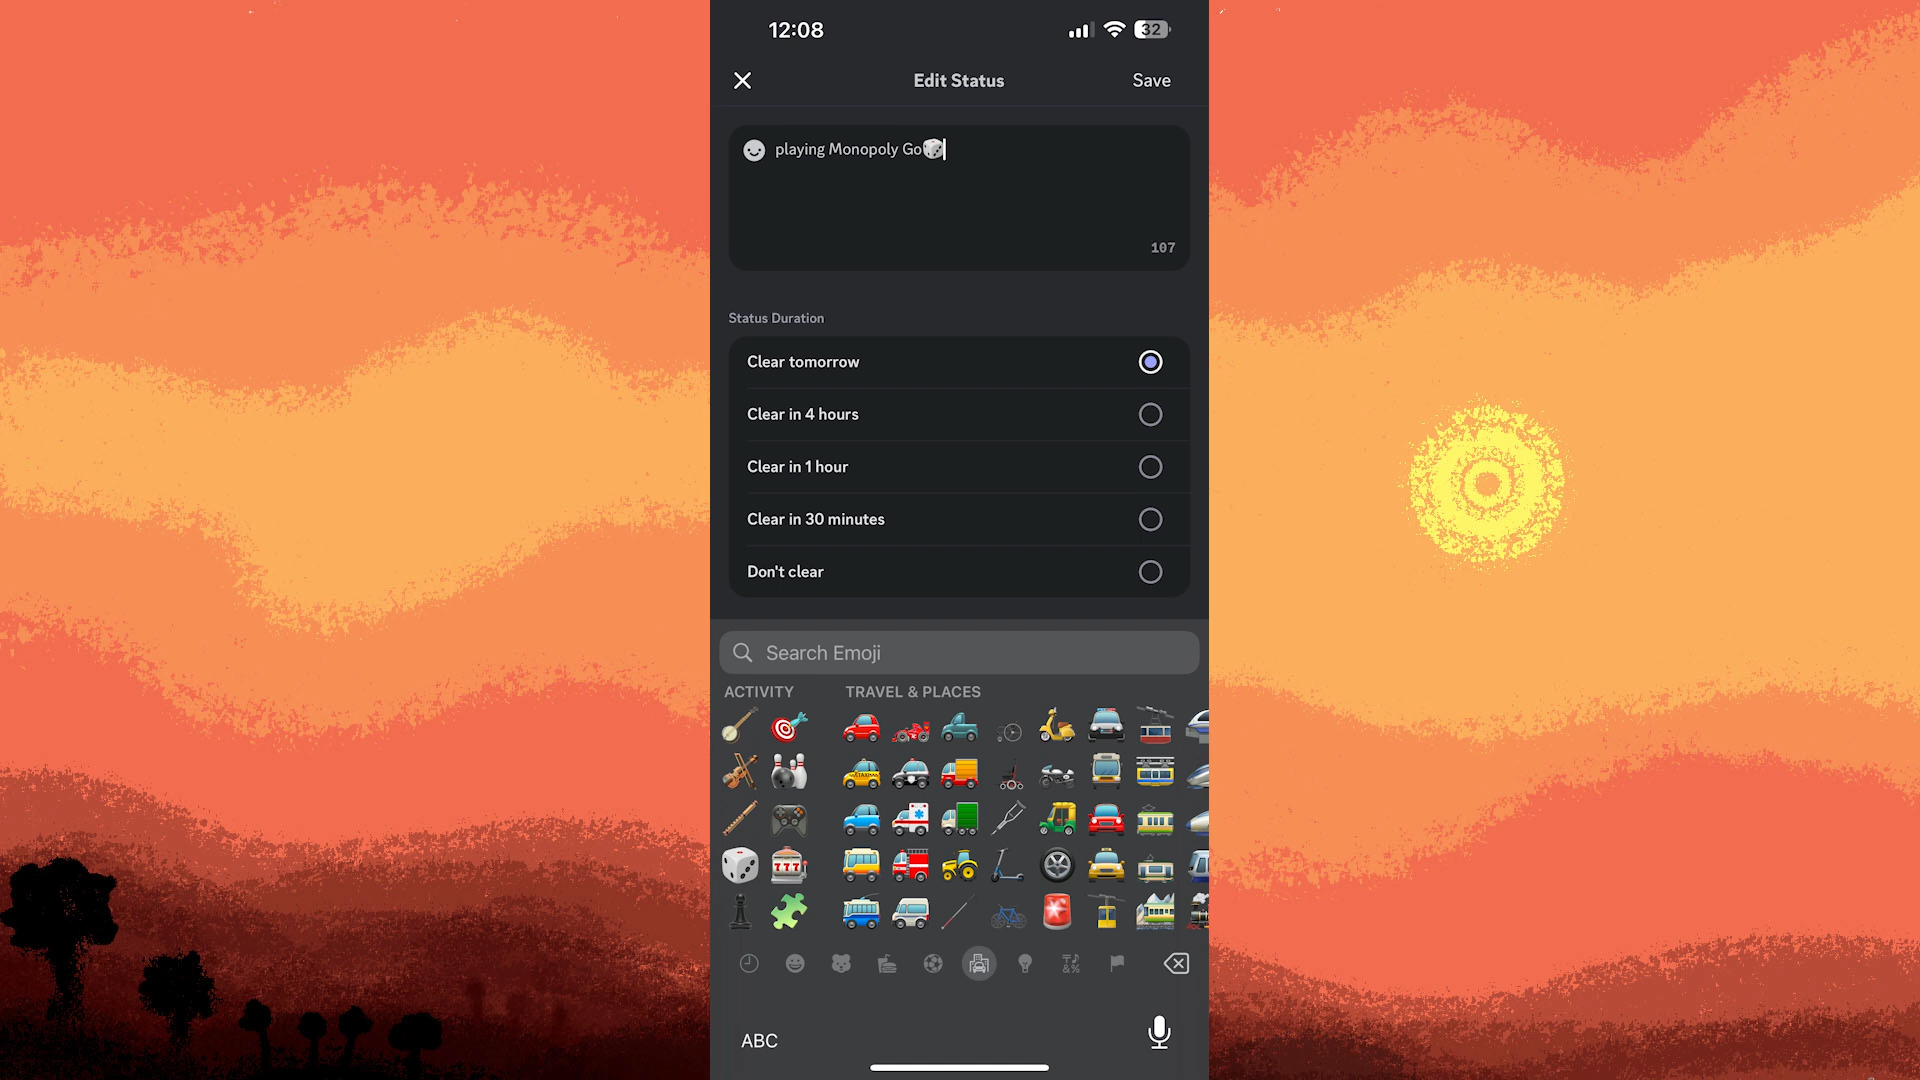 12:08
32
Edit Status
Save
playing Monopoly Go🎲
107
Status Duration
Clear tomorrow
Clear in 4 hours
Clear in 1 hour
Clear in 30 minutes
Don't clear
Search Emoji
ACTIVITY
TRAVEL & PLACES
ABC